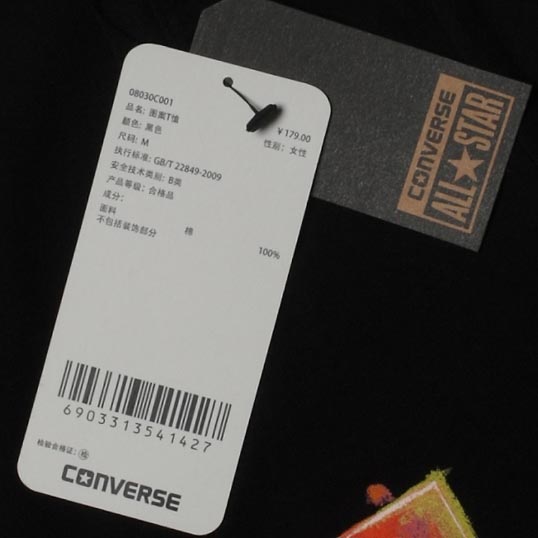 08030C001
品名: 图案T恤 ￥179.00
颜色: 黑色 性别: 女性
尺码: M
执行标准: GB/T 22849-2009
安全技术类别: B类
产品等级: 合格品
成分:
面料 棉 100%
不包括装饰部分
6903313541427
检验合格证: 检
CONVERSE
CONVERSE
ALL★STAR